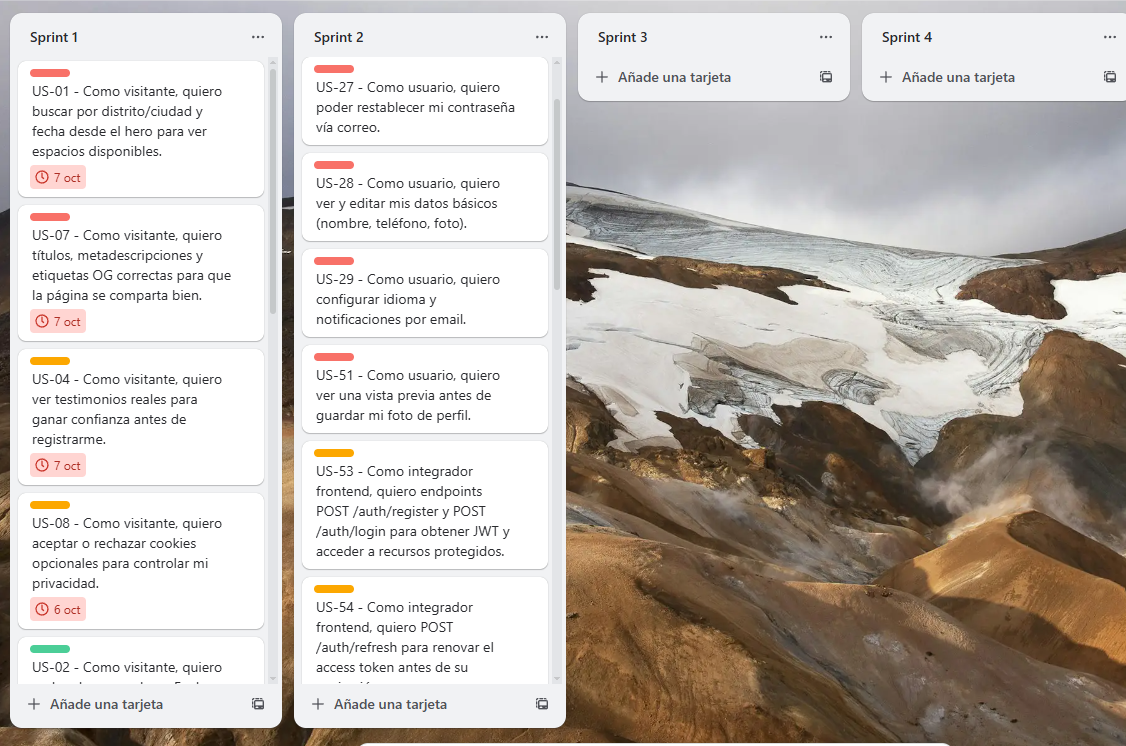 Sprint 1
US-01 - Como visitante, quiero
buscar por distrito/ciudad y
fecha desde el hero para ver
espacios disponibles.
7 oct
US-07 - Como visitante, quiero
títulos, metadescripciones y
etiquetas OG correctas para que
la página se comparta bien.
7 oct
US-04 - Como visitante, quiero
ver testimonios reales para
ganar confianza antes de
registrarme.
7 oct
US-08 - Como visitante, quiero
aceptar o rechazar cookies
opcionales para controlar mi
privacidad.
6 oct
US-02 - Como visitante, quiero
Añade una tarjeta
Sprint 2
US-27 - Como usuario, quiero
poder restablecer mi contraseña
vía correo.
US-28 - Como usuario, quiero
ver y editar mis datos básicos
(nombre, teléfono, foto).
US-29 - Como usuario, quiero
configurar idioma y
notificaciones por email.
US-51 - Como usuario, quiero
ver una vista previa antes de
guardar mi foto de perfil.
US-53 - Como integrador
frontend, quiero endpoints
POST /auth/register y POST
/auth/login para obtener JWT y
acceder a recursos protegidos.
US-54 - Como integrador
frontend, quiero POST
/auth/refresh para renovar el
access token antes de su
Añade una tarjeta
Sprint 3
Añade una tarjeta
Sprint 4
Añade una tarjeta